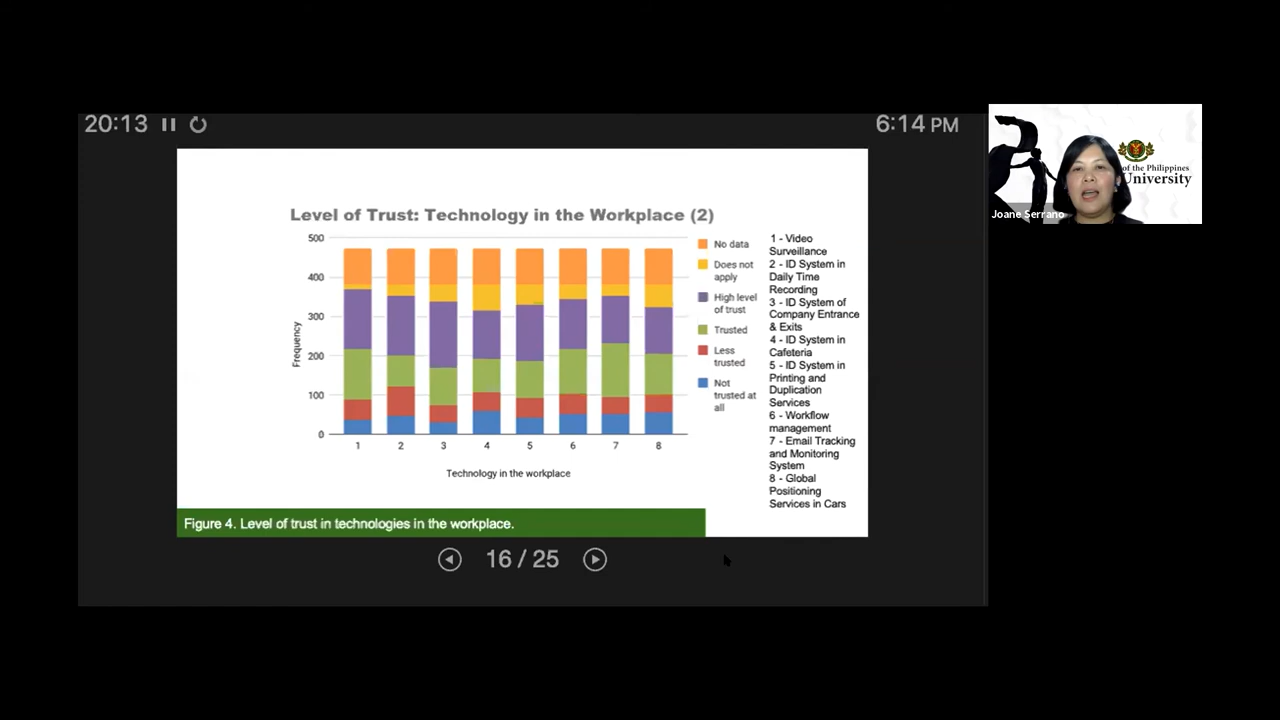 20:13
6:14 PM
of the Philippines
University
Joane Serrano
Level of Trust: Technology in the Workplace (2)
500
400
300
200
100
0
Frequency
1 2 3 4 5 6 7 8
Technology in the workplace
No data
Does not
apply
High level
of trust
Trusted
Less
trusted
Not
trusted at
all
1 - Video
Surveillance
2 - ID System in
Daily Time
Recording
3 - ID System of
Company Entrance
& Exits
4 - ID System in
Cafeteria
5 - ID System in
Printing and
Duplication
Services
6 - Workflow
management
7 - Email Tracking
and Monitoring
System
8 - Global
Positioning
Services in Cars
Figure 4. Level of trust in technologies in the workplace.
16 / 25